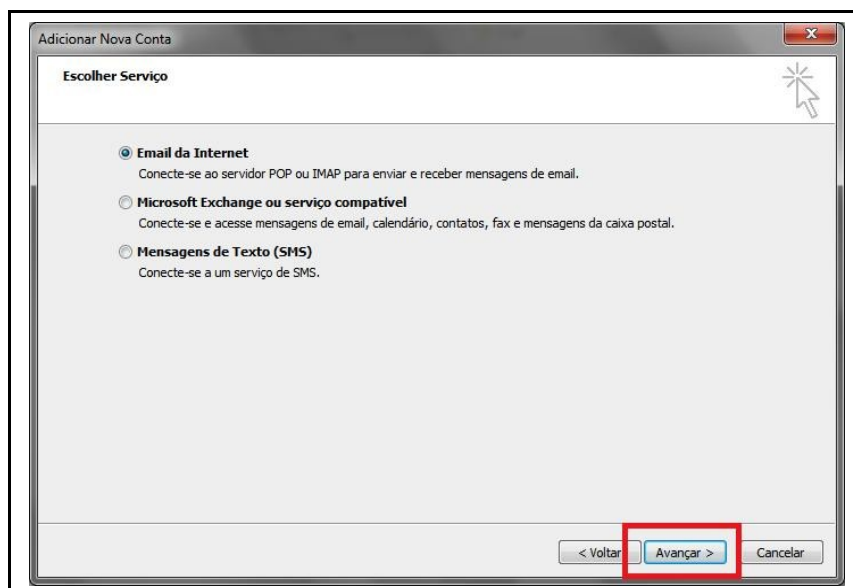 Adicionar Nova Conta
Escolher Serviço
Email da Internet
Conecte-se ao servidor POP ou IMAP para enviar e receber mensagens de email.
Microsoft Exchange ou serviço compatível
Conecte-se e acesse mensagens de email, calendário, contatos, fax e mensagens da caixa postal.
Mensagens de Texto (SMS)
Conecte-se a um serviço de SMS.
< Voltar Avançar > Cancelar